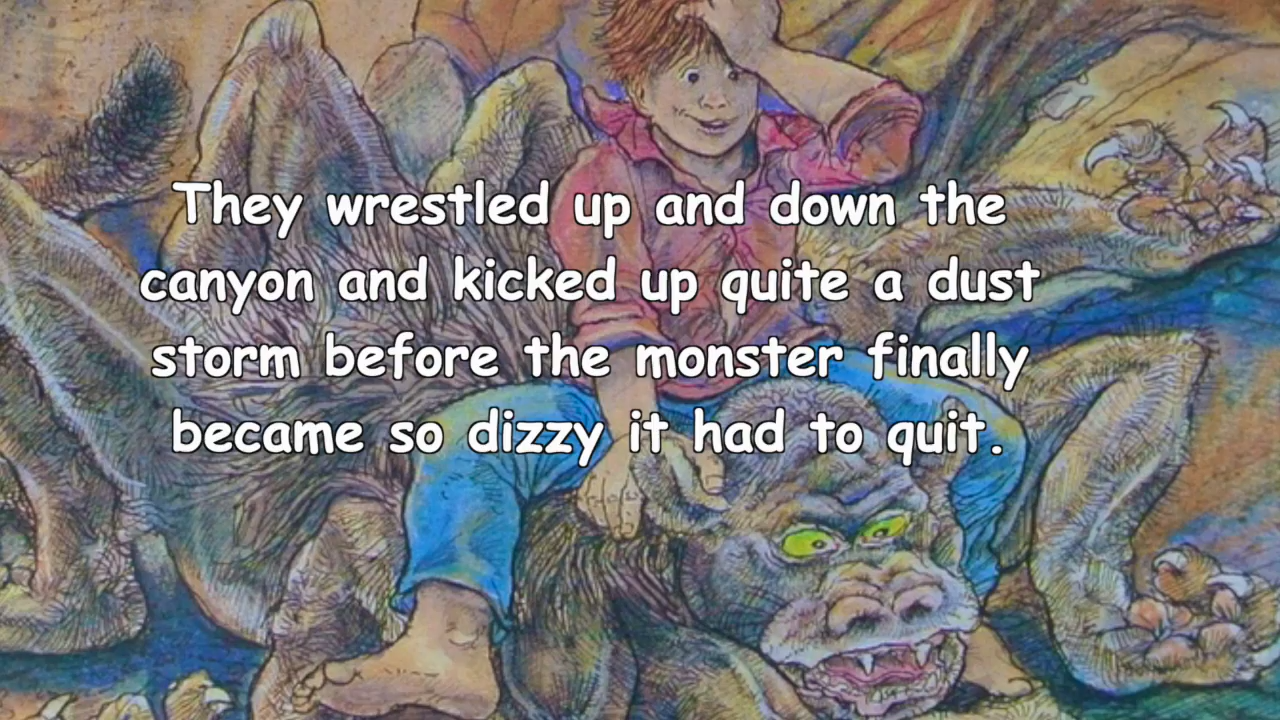 They wrestled up and down the
canyon and kicked up quite a dust
storm before the monster finally
became so dizzy it had to quit.